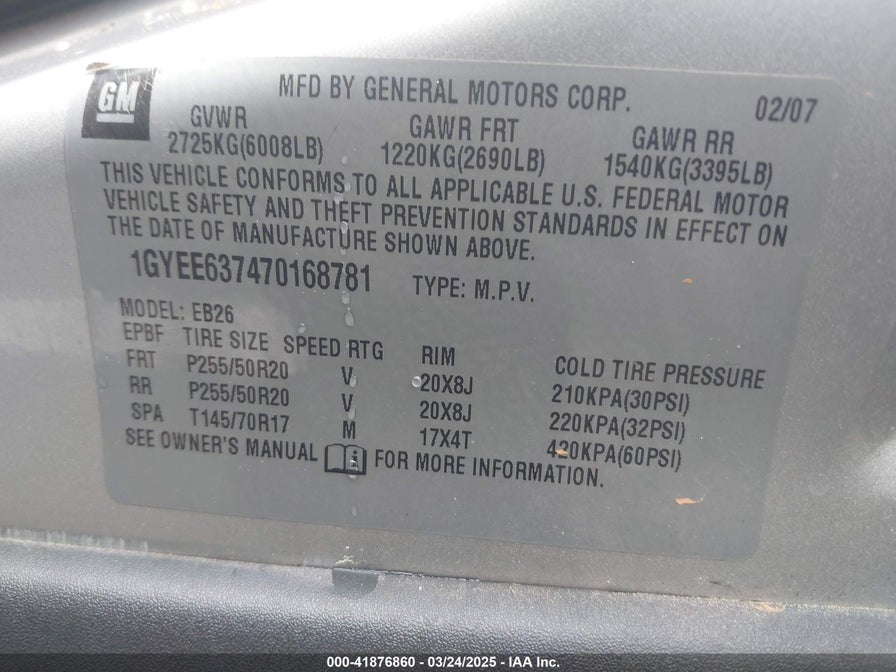 GM
MFD BY GENERAL MOTORS CORP. 02/07
GVWR GAWR FRT GAWR RR
2725KG(6008LB) 1220KG(2690LB) 1540KG(3395LB)
THIS VEHICLE CONFORMS TO ALL APPLICABLE U.S. FEDERAL MOTOR
VEHICLE SAFETY AND THEFT PREVENTION STANDARDS IN EFFECT ON
THE DATE OF MANUFACTURE SHOWN ABOVE.
1GYEE637470168781 TYPE: M.P.V.
MODEL: EB26
EPBF TIRE SIZE SPEED RTG RIM COLD TIRE PRESSURE
FRT P255/50R20 V 20X8J 210KPA(30PSI)
RR P255/50R20 V 20X8J 220KPA(32PSI)
SPA T145/70R17 M 17X4T 420KPA(60PSI)
SEE OWNER'S MANUAL FOR MORE INFORMATION.
000-41876860 - 03/24/2025 - IAA Inc.